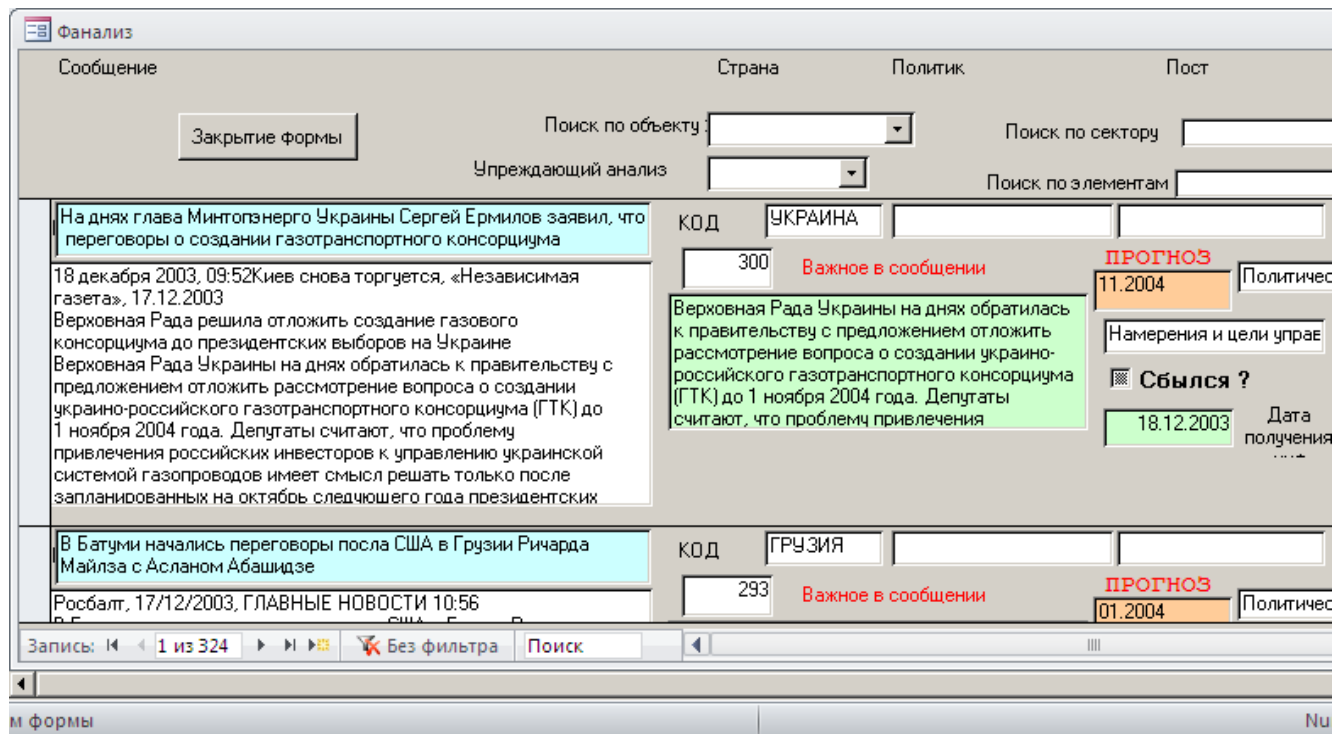 Фанализ
Сообщение Страна Политик Пост
Закрытие формы Поиск по объекту : Поиск по сектору
Упреждающий анализ Поиск по элементам
На днях глава Минтопэнерго Украины Сергей Ермилов заявил, что
переговоры о создании газотранспортного консорциума
КОД УКРАИНА
300 Важное в сообщении ПРОГНОЗ
11.2004 Политичес
18 декабря 2003, 09:52Киев снова торгуется, «Независимая
газета», 17.12.2003
Верховная Рада решила отложить создание газового
консорциума до президентских выборов на Украине
Верховная Рада Украины на днях обратилась к правительству с
предложением отложить рассмотрение вопроса о создании
украино-российского газотранспортного консорциума (ГТК) до
1 ноября 2004 года. Депутаты считают, что проблему
привлечения российских инвесторов к управлению украинской
системой газопроводов имеет смысл решать только после
запланированных на октябрь следующего года президентских
Верховная Рада Украины на днях обратилась
к правительству с предложением отложить
рассмотрение вопроса о создании украино-
российского газотранспортного консорциума
(ГТК) до 1 ноября 2004 года. Депутаты
считают, что проблему привлечения
Намерения и цели управ
Сбылся ?
18.12.2003 Дата
получения
В Батуми начались переговоры посла США в Грузии Ричарда
Майлза с Асланом Абашидзе
КОД ГРУЗИЯ
293 Важное в сообщении ПРОГНОЗ
01.2004 Политичес
Росбалт, 17/12/2003, ГЛАВНЫЕ НОВОСТИ 10:56
Запись: 1 из 324 Без фильтра Поиск
м формы Nu